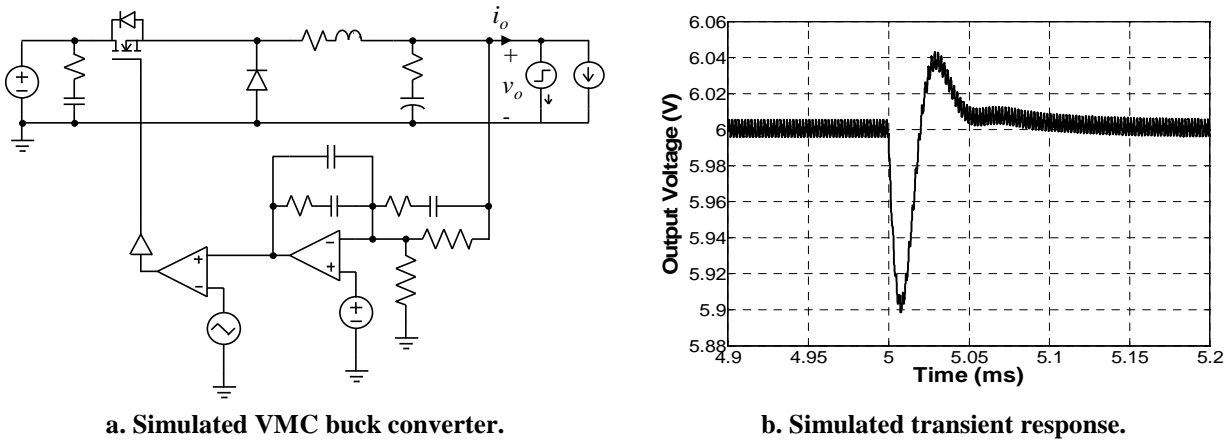 i_o
+
v_o
-
+
-
-
+
+
-
+
-
a. Simulated VMC buck converter.
6.06
6.04
6.02
6
5.98
5.96
5.94
5.92
5.9
5.88
Output Voltage (V)
4.9 4.95 5 5.05 5.1 5.15 5.2
Time (ms)
b. Simulated transient response.